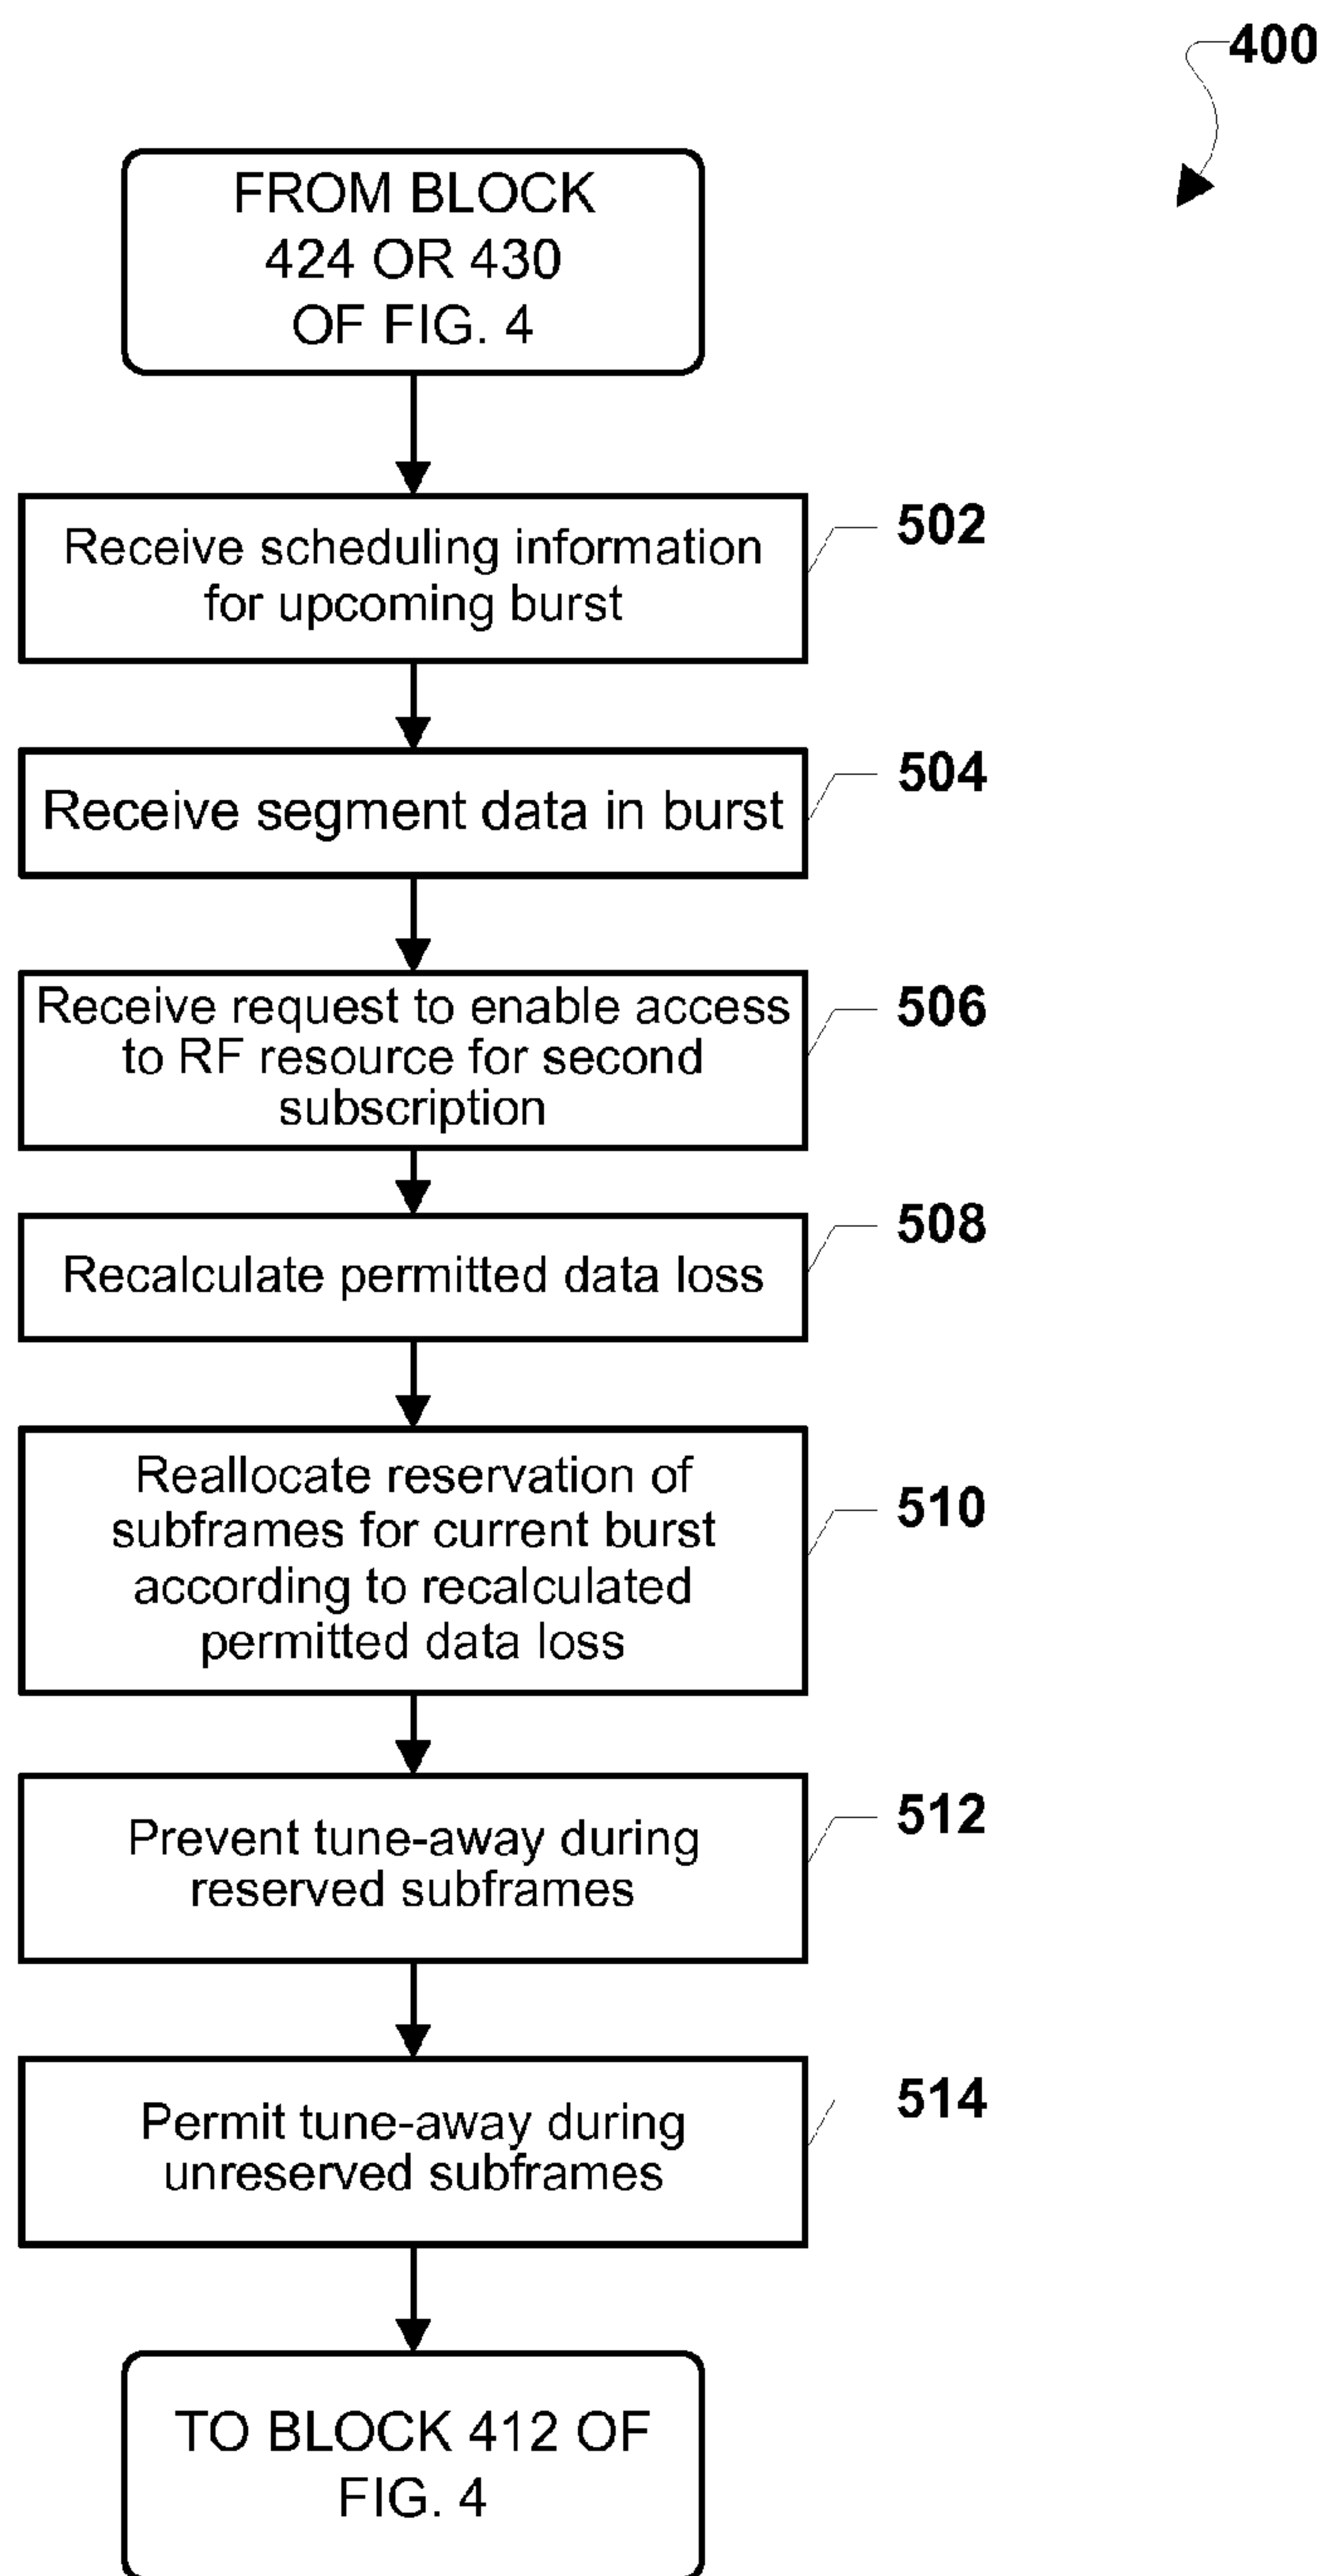 400
FROM BLOCK
424 OR 430
OF FIG. 4
Receive scheduling information
for upcoming burst
502
Receive segment data in burst
504
Receive request to enable access
to RF resource for second
subscription
506
Recalculate permitted data loss
508
Reallocate reservation of
subframes for current burst
according to recalculated
permitted data loss
510
Prevent tune-away during
reserved subframes
512
Permit tune-away during
unreserved subframes
514
TO BLOCK 412 OF
FIG. 4